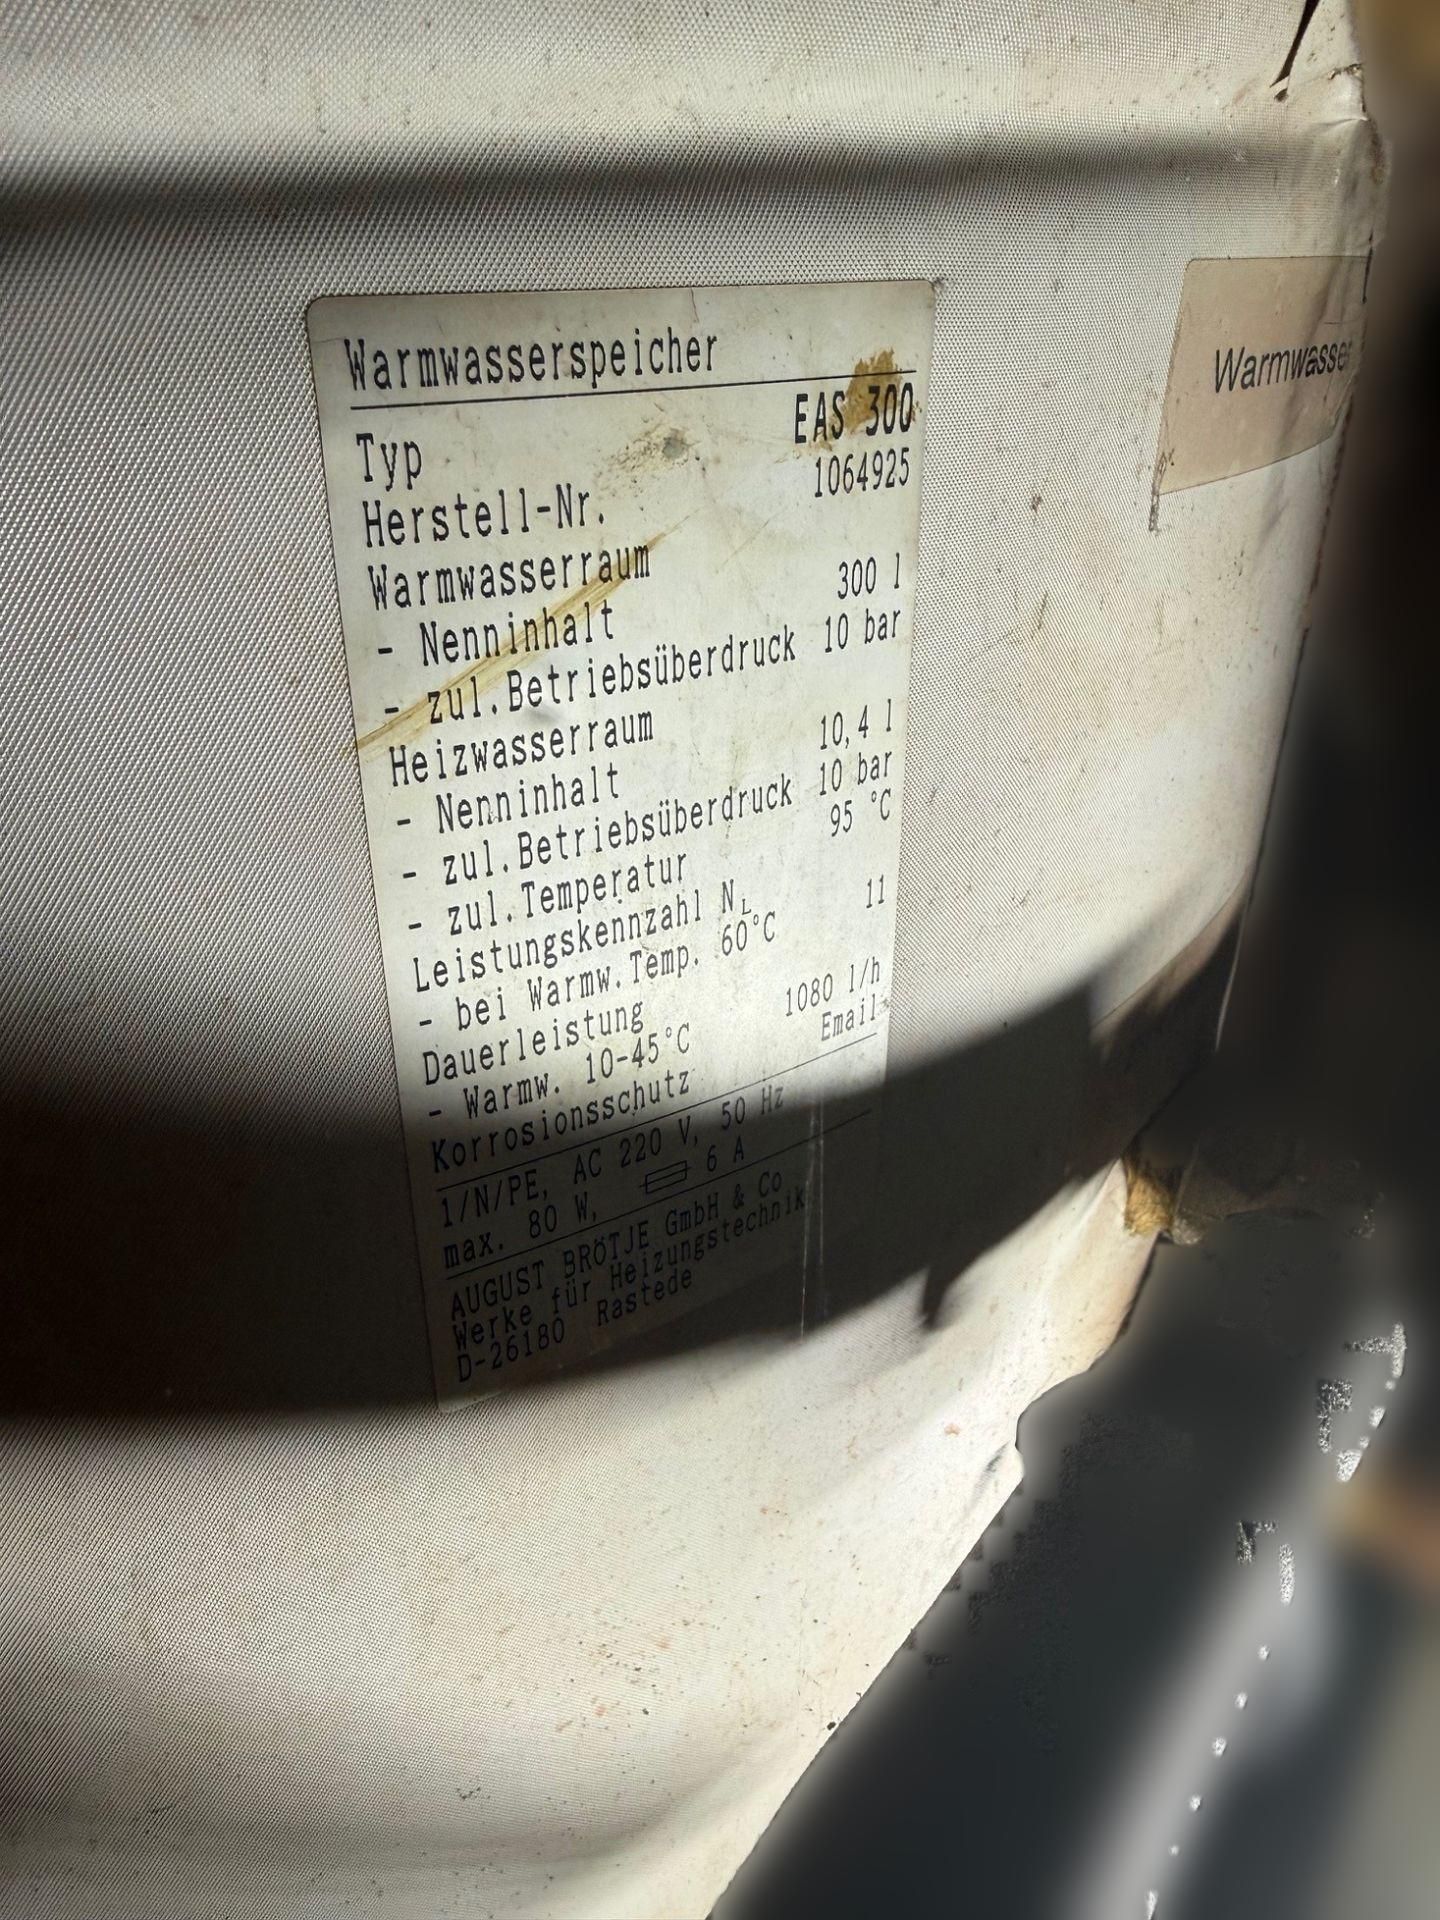 Warmwasserspeicher
Typ EAS 300
Herstell-Nr. 1064925
Warmwasserraum
- Nenninhalt 300 l
- zul.Betriebsüberdruck 10 bar
Heizwasserraum
- Nenninhalt 10,4 l
- zul.Betriebsüberdruck 10 bar
- zul.Temperatur 95 °C
Leistungskennzahl NL
- bei Warmw.Temp. 60°C 11
Dauerleistung
- Warmw. 10-45°C 1080 l/h
Korrosionsschutz Email
1/N/PE, AC 220 V, 50 Hz
max. 80 W, 6 A
AUGUST BRÖTJE GmbH & Co
Werke für Heizungstechnik
D-26180 Rastede
Warmwasser